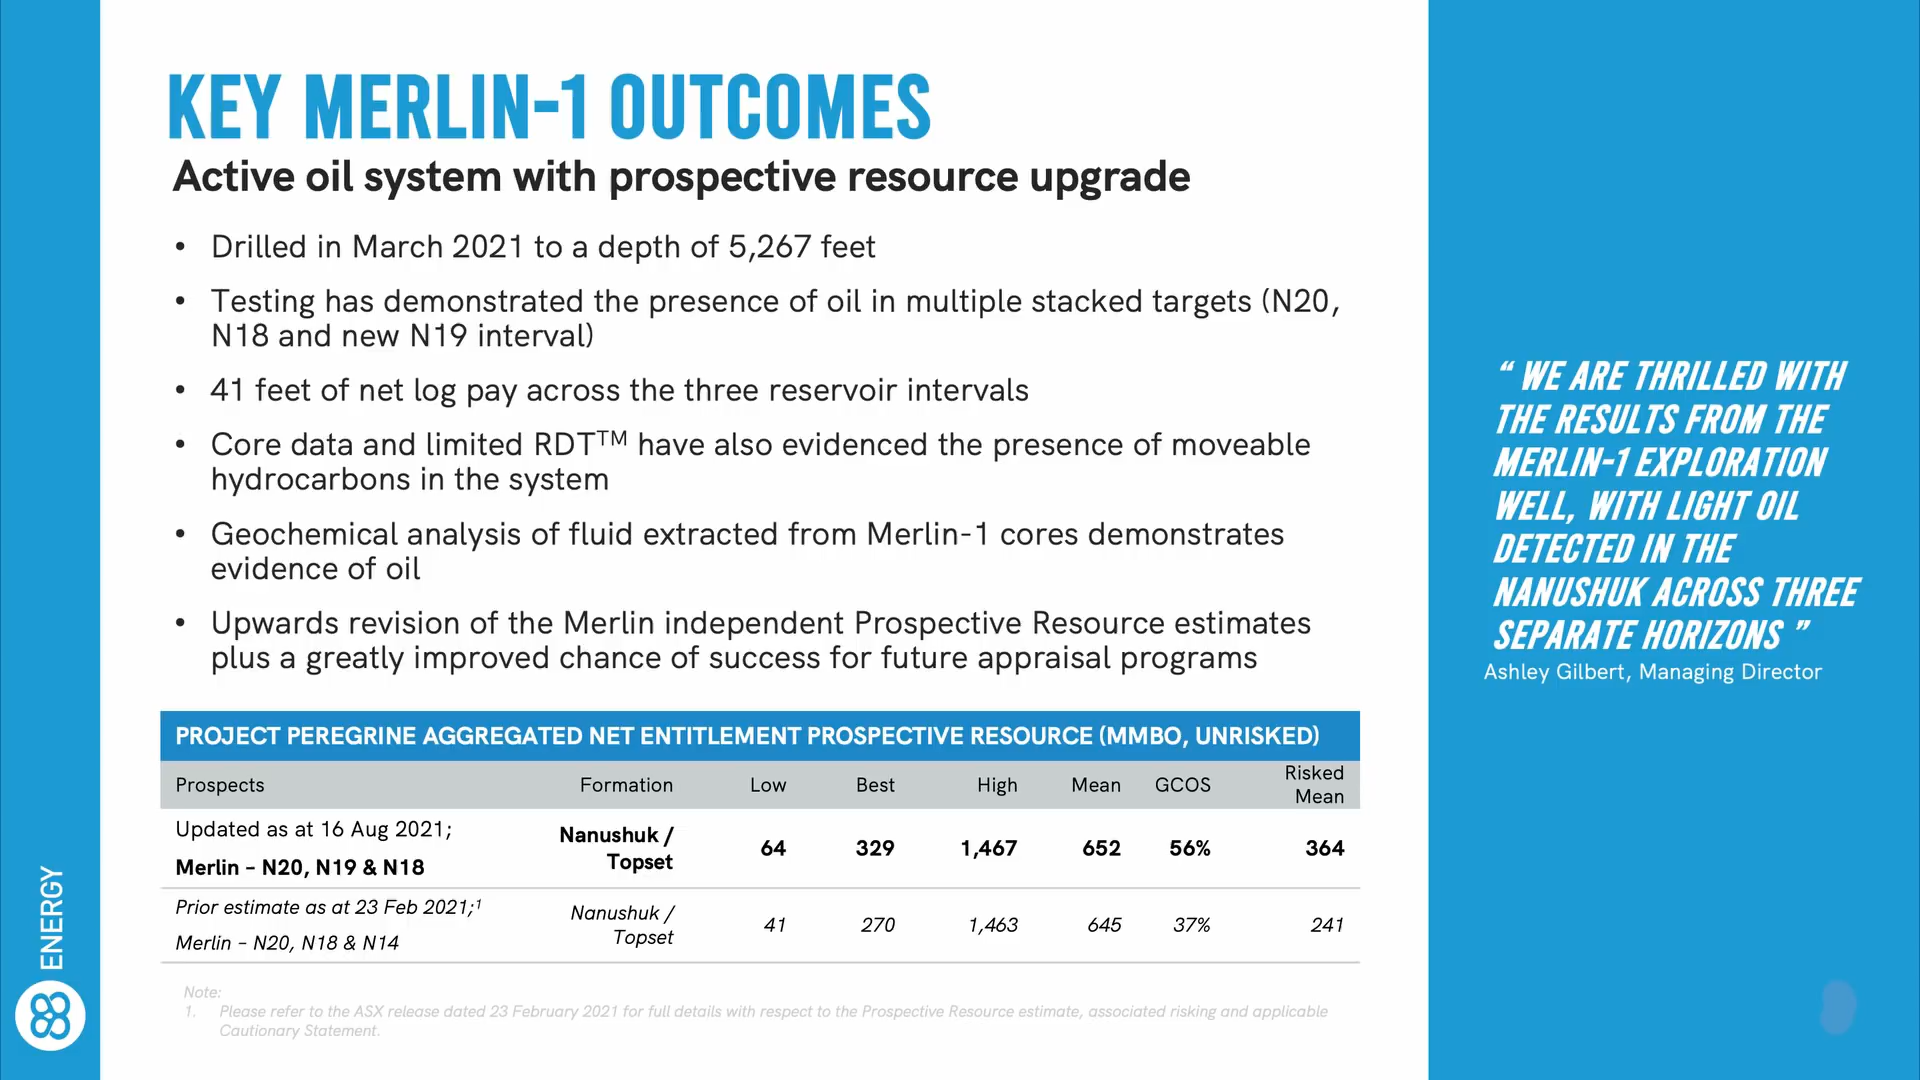 KEY MERLIN-1 OUTCOMES
Active oil system with prospective resource upgrade
• Drilled in March 2021 to a depth of 5,267 feet
• Testing has demonstrated the presence of oil in multiple stacked targets (N20,
N18 and new N19 interval)
• 41 feet of net log pay across the three reservoir intervals
• Core data and limited RDT™ have also evidenced the presence of moveable
hydrocarbons in the system
• Geochemical analysis of fluid extracted from Merlin-1 cores demonstrates
evidence of oil
• Upwards revision of the Merlin independent Prospective Resource estimates
plus a greatly improved chance of success for future appraisal programs
PROJECT PEREGRINE AGGREGATED NET ENTITLEMENT PROSPECTIVE RESOURCE (MMBO, UNRISKED)
Prospects Formation Low Best High Mean GCOS Risked Mean
Updated as at 16 Aug 2021;
Merlin – N20, N19 & N18 Nanushuk / Topset 64 329 1,467 652 56% 364
Prior estimate as at 23 Feb 2021;1
Merlin – N20, N18 & N14 Nanushuk / Topset 41 270 1,463 645 37% 241
Note:
1. Please refer to the ASX release dated 23 February 2021 for full details with respect to the Prospective Resource estimate, associated risking and applicable
Cautionary Statement.
“ WE ARE THRILLED WITH
THE RESULTS FROM THE
MERLIN-1 EXPLORATION
WELL, WITH LIGHT OIL
DETECTED IN THE
NANUSHUK ACROSS THREE
SEPARATE HORIZONS ”
Ashley Gilbert, Managing Director
88 ENERGY